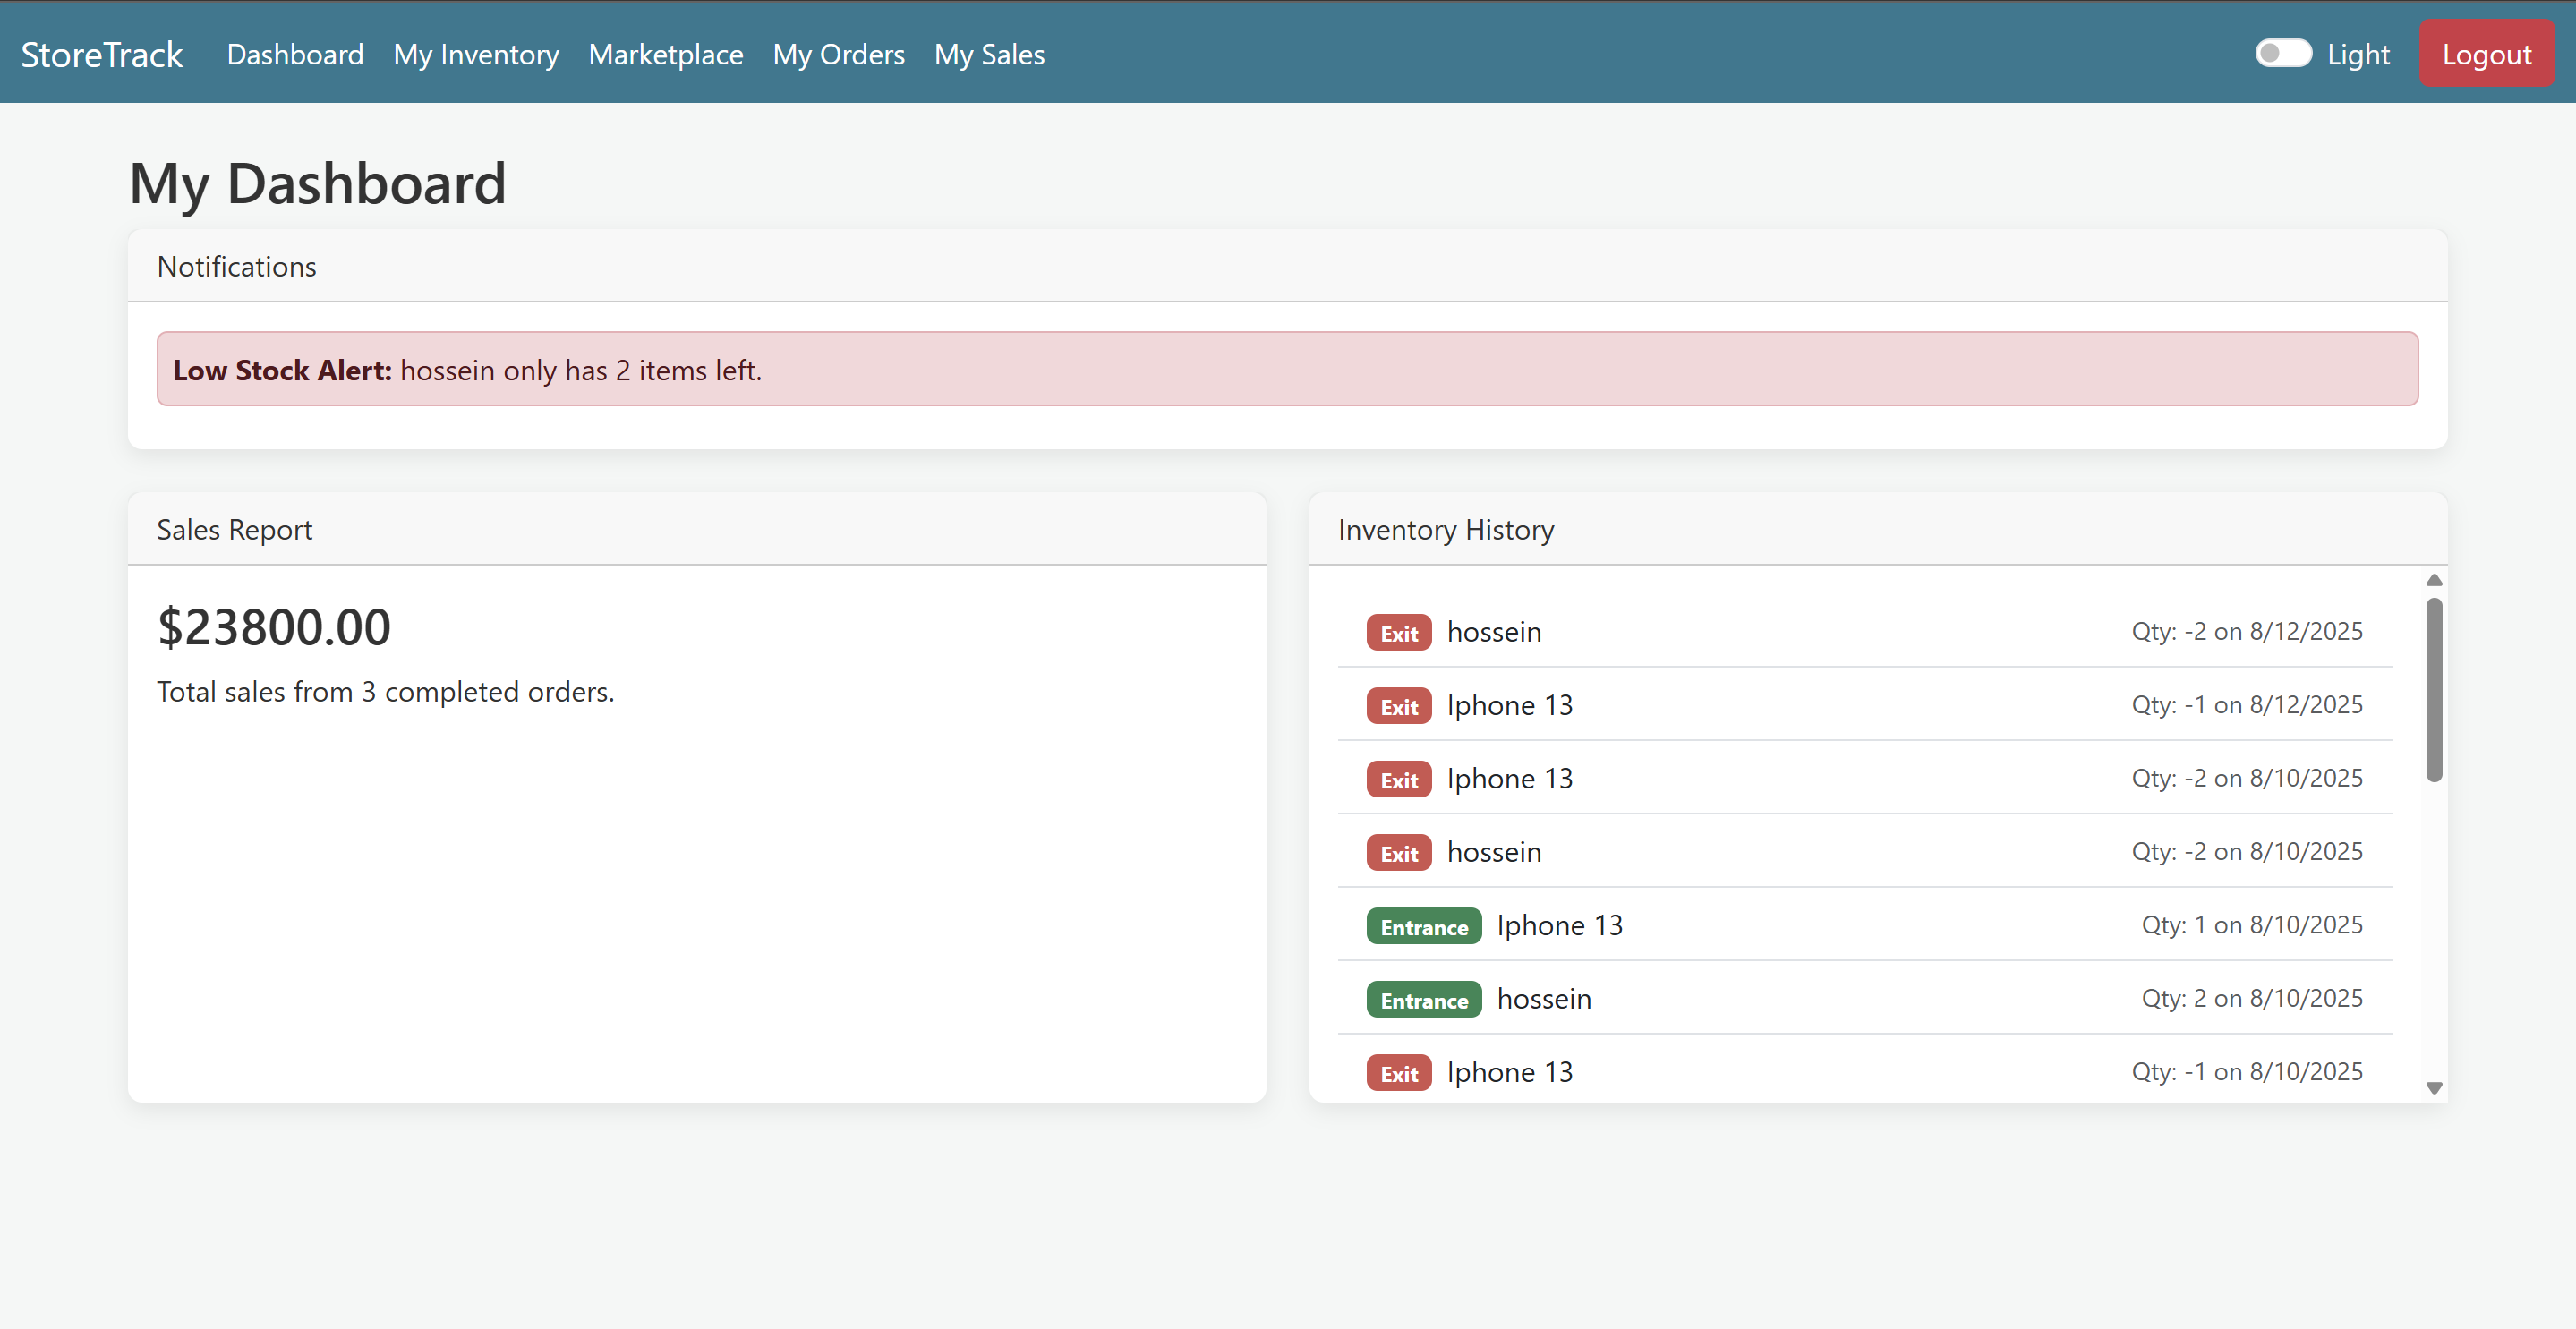 StoreTrack Dashboard My Inventory Marketplace My Orders My Sales Light Logout
My Dashboard
Notifications
Low Stock Alert: hossein only has 2 items left.
Sales Report
$23800.00
Total sales from 3 completed orders.
Inventory History
Exit hossein Qty: -2 on 8/12/2025
Exit Iphone 13 Qty: -1 on 8/12/2025
Exit Iphone 13 Qty: -2 on 8/10/2025
Exit hossein Qty: -2 on 8/10/2025
Entrance Iphone 13 Qty: 1 on 8/10/2025
Entrance hossein Qty: 2 on 8/10/2025
Exit Iphone 13 Qty: -1 on 8/10/2025